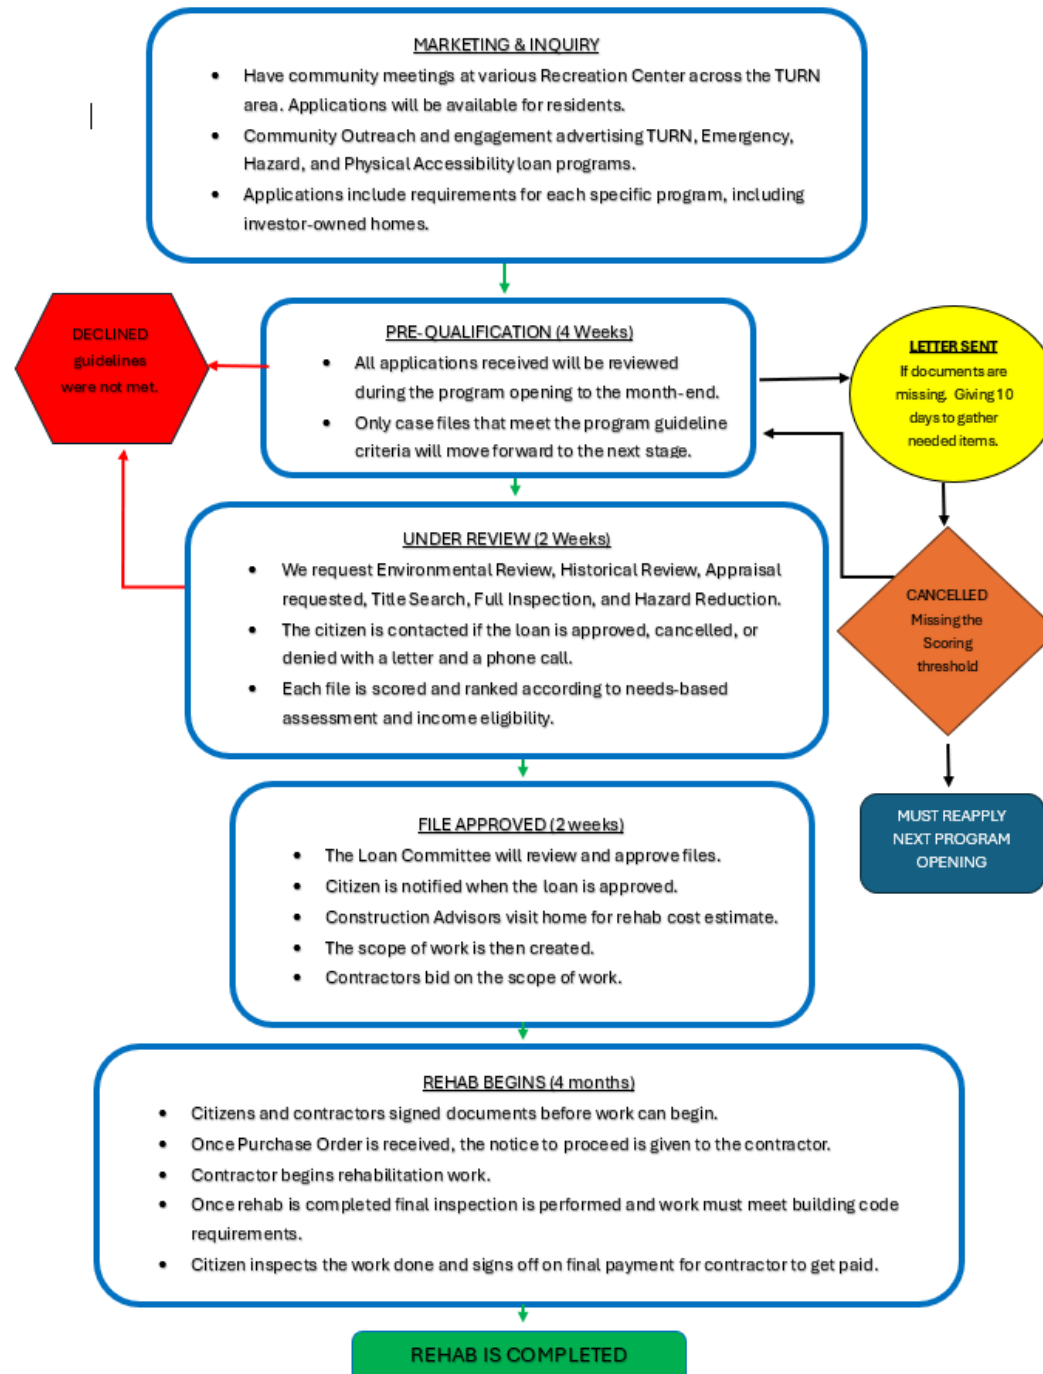 MARKETING & INQUIRY
• Have community meetings at various Recreation Center across the TURN
area. Applications will be available for residents.
• Community Outreach and engagement advertising TURN, Emergency,
Hazard, and Physical Accessibility loan programs.
• Applications include requirements for each specific program, including
investor-owned homes.
DECLINED
guidelines
were not met.
PRE-QUALIFICATION (4 Weeks)
• All applications received will be reviewed
during the program opening to the month-end.
• Only case files that meet the program guideline
criteria will move forward to the next stage.
LETTER SENT
If documents are
missing. Giving 10
days to gather
needed items.
UNDER REVIEW (2 Weeks)
• We request Environmental Review, Historical Review, Appraisal
requested, Title Search, Full Inspection, and Hazard Reduction.
• The citizen is contacted if the loan is approved, cancelled, or
denied with a letter and a phone call.
• Each file is scored and ranked according to needs-based
assessment and income eligibility.
CANCELLED
Missing the
Scoring
threshold
MUST REAPPLY
NEXT PROGRAM
OPENING
FILE APPROVED (2 weeks)
• The Loan Committee will review and approve files.
• Citizen is notified when the loan is approved.
• Construction Advisors visit home for rehab cost estimate.
• The scope of work is then created.
• Contractors bid on the scope of work.
REHAB BEGINS (4 months)
• Citizens and contractors signed documents before work can begin.
• Once Purchase Order is received, the notice to proceed is given to the contractor.
• Contractor begins rehabilitation work.
• Once rehab is completed final inspection is performed and work must meet building code
requirements.
• Citizen inspects the work done and signs off on final payment for contractor to get paid.
REHAB IS COMPLETED